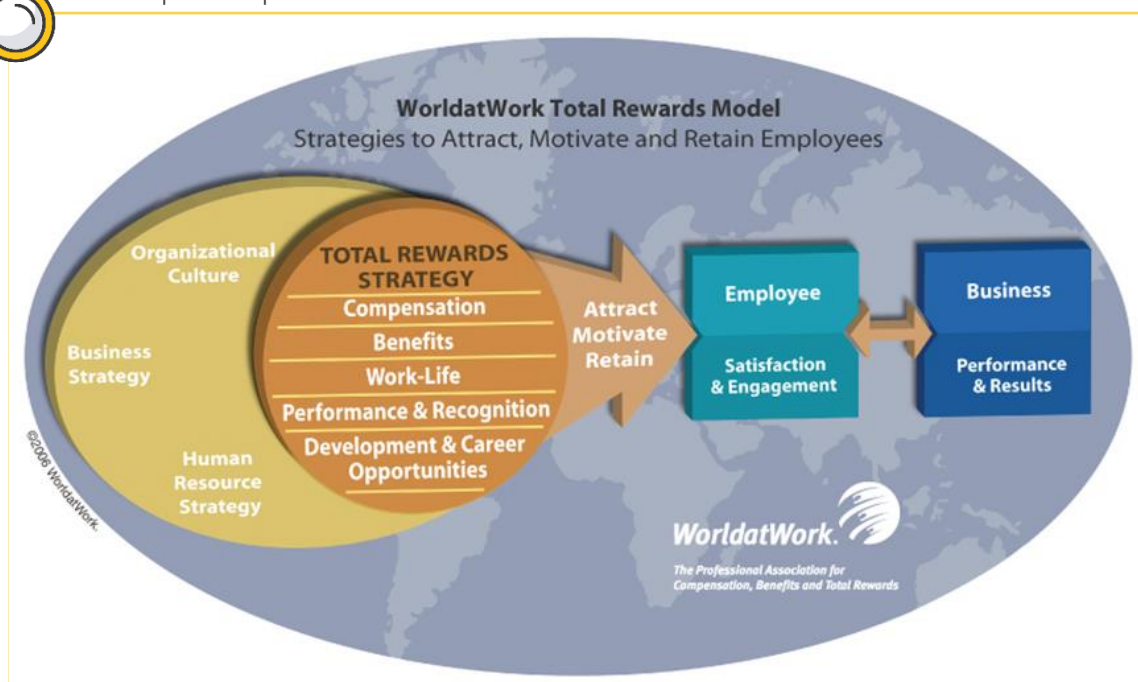 WorldatWork Total Rewards Model
Strategies to Attract, Motivate and Retain Employees
Organizational
Culture
Business
Strategy
Human
Resource
Strategy
TOTAL REWARDS
STRATEGY
Compensation
Benefits
Work-Life
Performance & Recognition
Development & Career
Opportunities
Attract
Motivate
Retain
Employee
Satisfaction
& Engagement
Business
Performance
& Results
©2006 WorldatWork.
WorldatWork.
The Professional Association for
Compensation, Benefits and Total Rewards